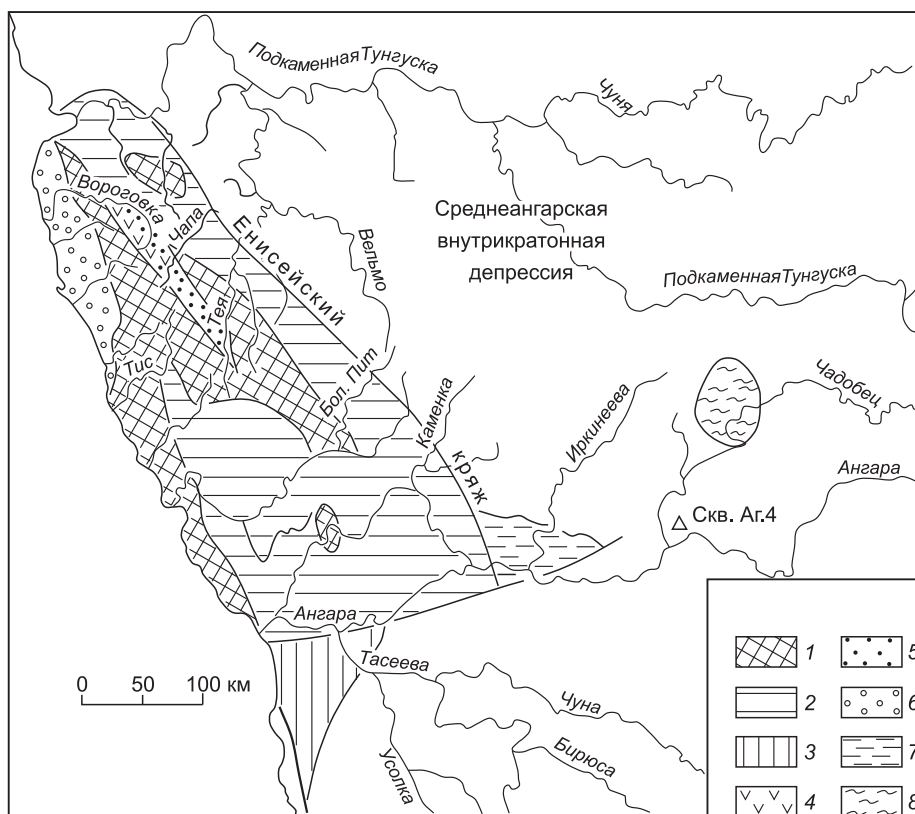 Подкаменная Тунгуска
Чуня
Вороговка
Чапа
Енисейский
кряж
Вельмо
Среднеангарская
внутрикратонная
депрессия
Подкаменная Тунгуска
Тея
Тис
Бол. Пит
Каменка
Иркинеева
Чадобец
Ангара
Скв. Аг.4
Ангара
Тасеева
Чуна
Бирюса
Усолка
0 50 100 км
1 5
2 6
3 7
4 8